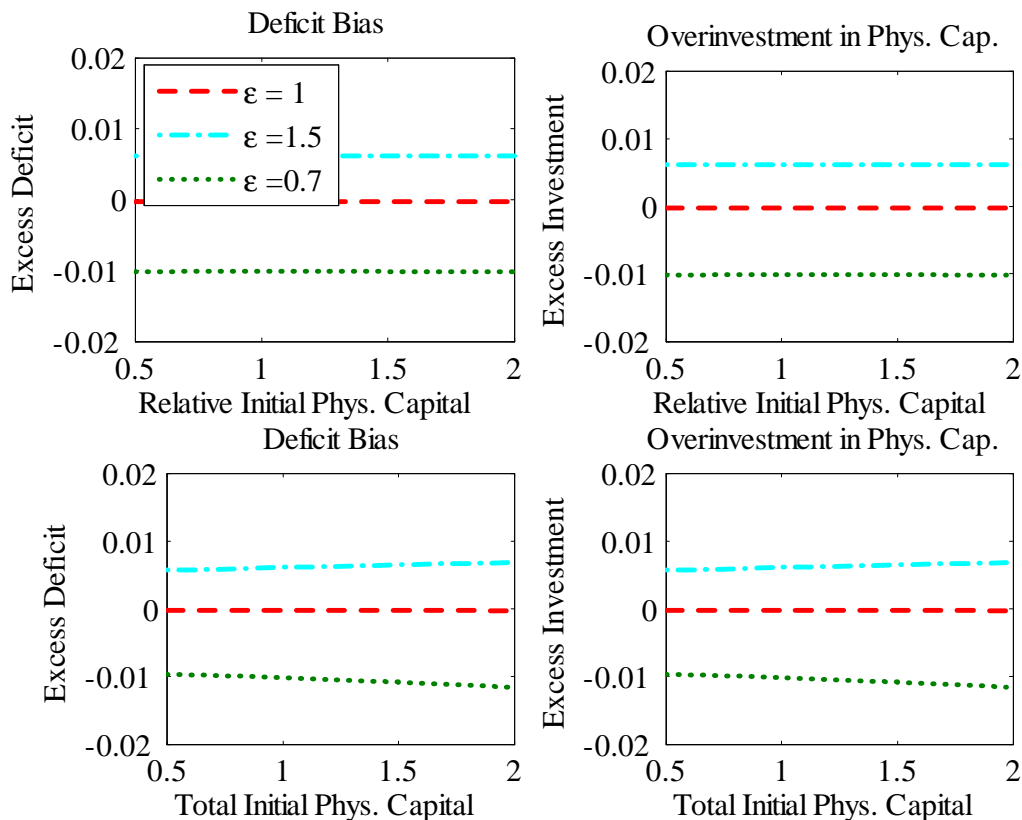 Deficit Bias
0.02
0.01
0
-0.01
-0.02
Excess Deficit
ε = 1
ε =1.5
ε =0.7
0.5
1
1.5
2
Relative Initial Phys. Capital
Overinvestment in Phys. Cap.
0.02
0.01
0
-0.01
-0.02
Excess Investment
0.5
1
1.5
2
Relative Initial Phys. Capital
Deficit Bias
0.02
0.01
0
-0.01
-0.02
Excess Deficit
0.5
1
1.5
2
Total Initial Phys. Capital
Overinvestment in Phys. Cap.
0.02
0.01
0
-0.01
-0.02
Excess Investment
0.5
1
1.5
2
Total Initial Phys. Capital